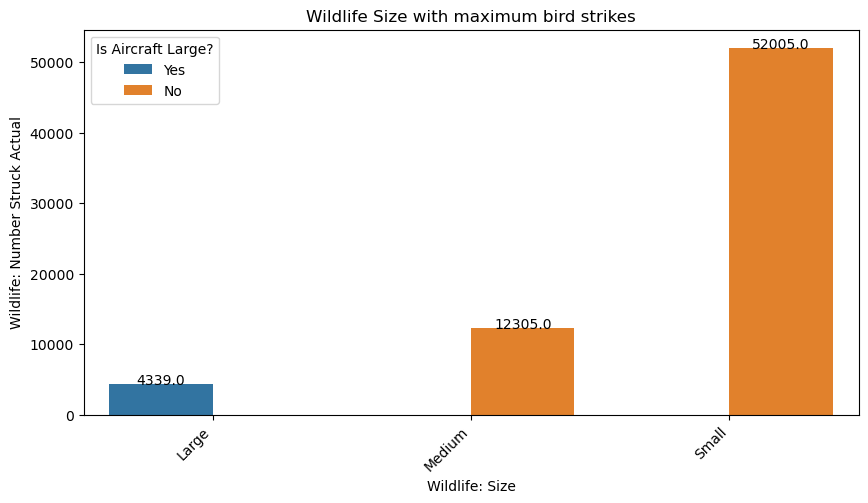 Wildlife Size with maximum bird strikes
Is Aircraft Large?
Yes
No
Wildlife: Number Struck Actual
50000
40000
30000
20000
10000
0
4339.0
12305.0
52005.0
Large
Medium
Small
Wildlife: Size